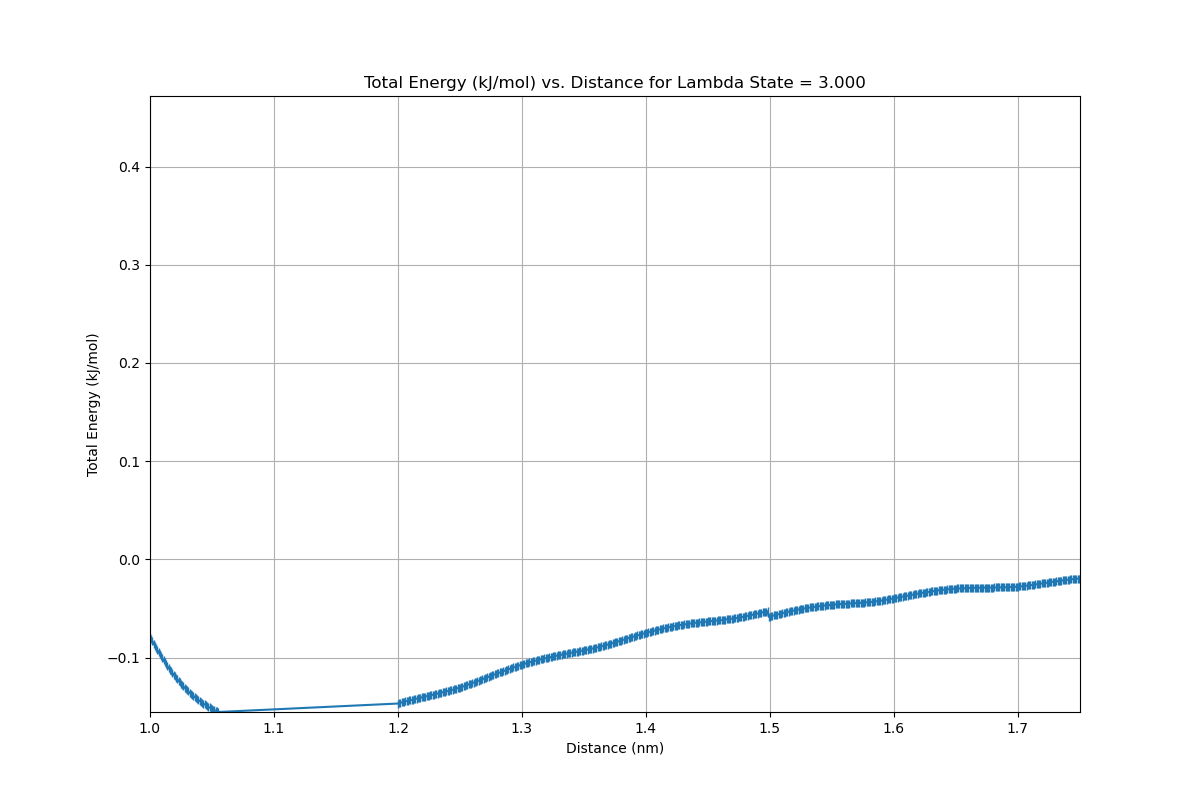 Total Energy (kJ/mol) vs. Distance for Lambda State = 3.000
Total Energy (kJ/mol)
0.4
0.3
0.2
0.1
0.0
−0.1
1.0 1.1 1.2 1.3 1.4 1.5 1.6 1.7
Distance (nm)